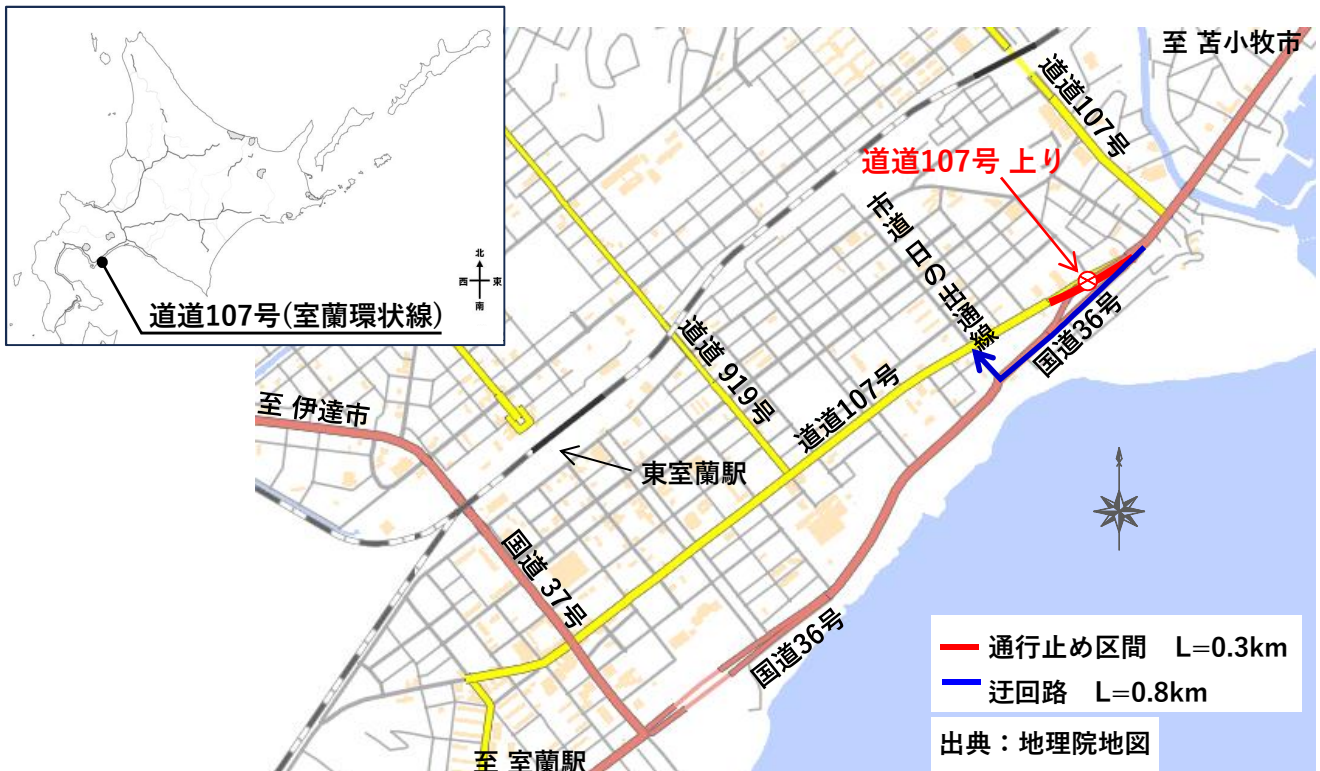 北
西
東
南
道道107号(室蘭環状線)
至 苫小牧市
道道107号
道道107号 上り
市道 日の出通線
国道36号
道道 919号
道道107号
至 伊達市
東室蘭駅
国道 37号
国道36号
至 室蘭駅
通行止め区間 L=0.3km
迂回路 L=0.8km
出典：地理院地図